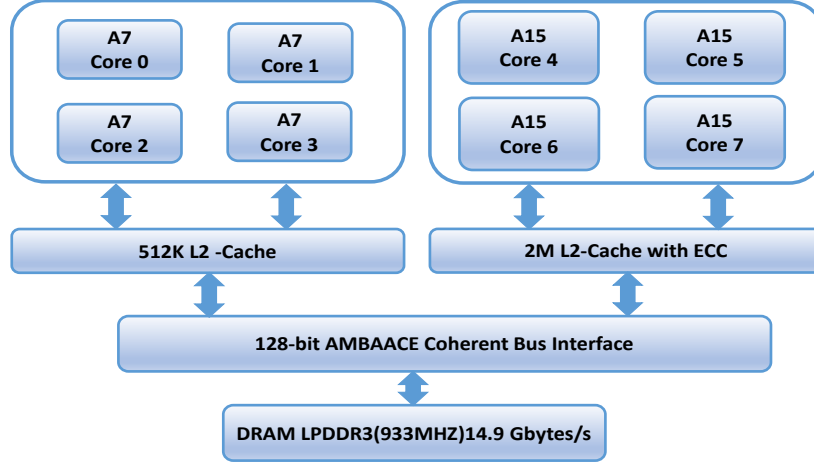 A7
Core 0
A7
Core 1
A15
Core 4
A15
Core 5
A7
Core 2
A7
Core 3
A15
Core 6
A15
Core 7
512K L2 -Cache
2M L2-Cache with ECC
128-bit AMBAACE Coherent Bus Interface
DRAM LPDDR3(933MHZ)14.9 Gbytes/s